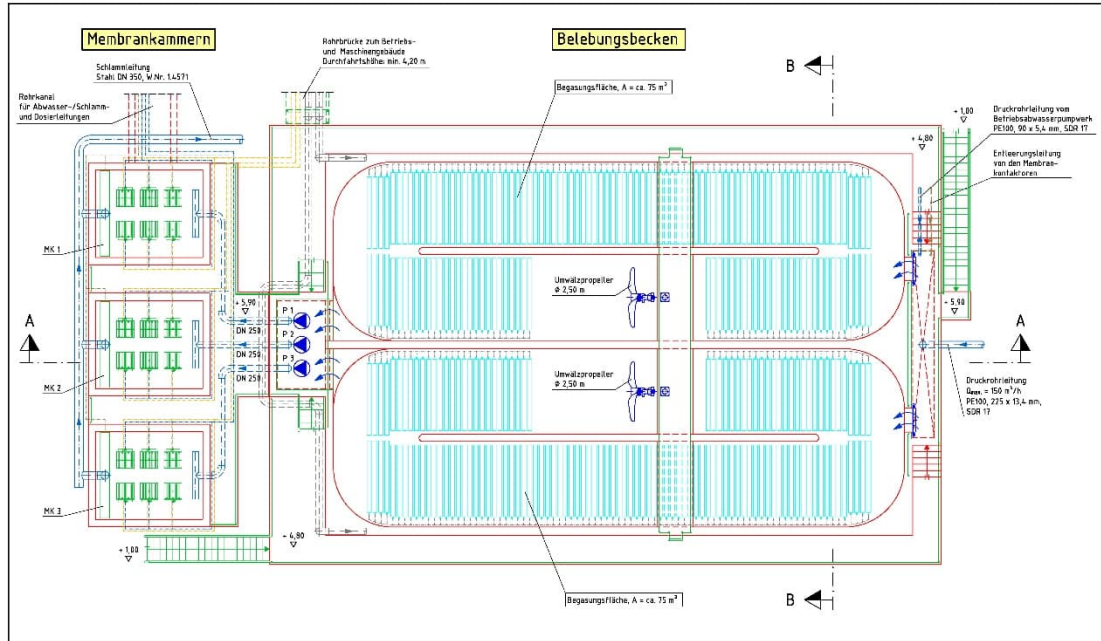 Membrankammern
Rohrbrücke zum Betriebs-
und Maschinengebäude
Durchfahrtshöhe: min. 4,20 m
Belebungsbecken
Schlammleitung
Stahl DN 350, W.Nr. 1.4571
Rohrkanal
für Abwasser-/Schlamm-
und Dosierleitungen
Begasungsfläche, A = ca. 75 m²
B
+ 1,00
+ 4,80
Druckrohrleitung vom
Betriebsabwasserpumpwerk
PE100, 90 x 5,4 mm, SDR 17
Entleerungsleitung
von den Membran-
kontaktoren
MK 1
Umwälzpropeller
Ø 2,50 m
+ 5,90
DN 250
P 1
P 2
DN 250
P 3
DN 250
+ 5,90
A
A
MK 2
Umwälzpropeller
Ø 2,50 m
Druckrohrleitung
Qmax. = 150 m³/h
PE100, 225 x 13,4 mm,
SDR 17
MK 3
+ 1,00
+ 4,80
Begasungsfläche, A = ca. 75 m²
B